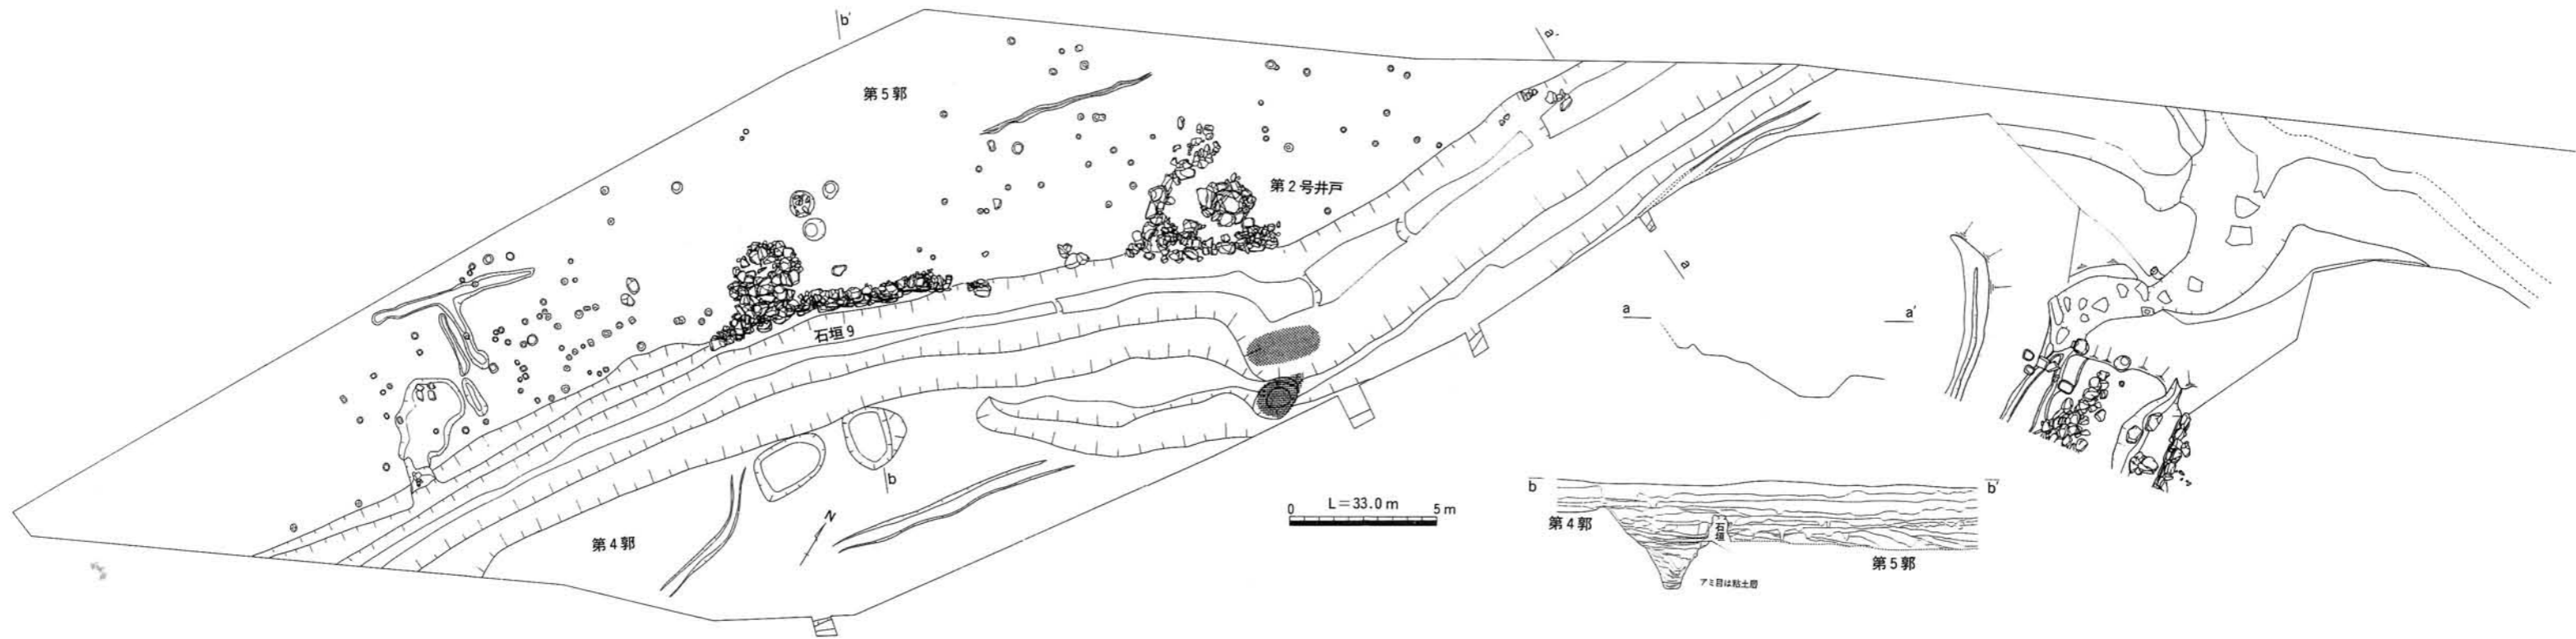 b'
a'
第5郭
第2号井戸
石垣9
a
a
a'
b
N
第4郭
0 L=33.0m 5m
b
b'
第4郭
石垣
第5郭
アミ目は粘土層